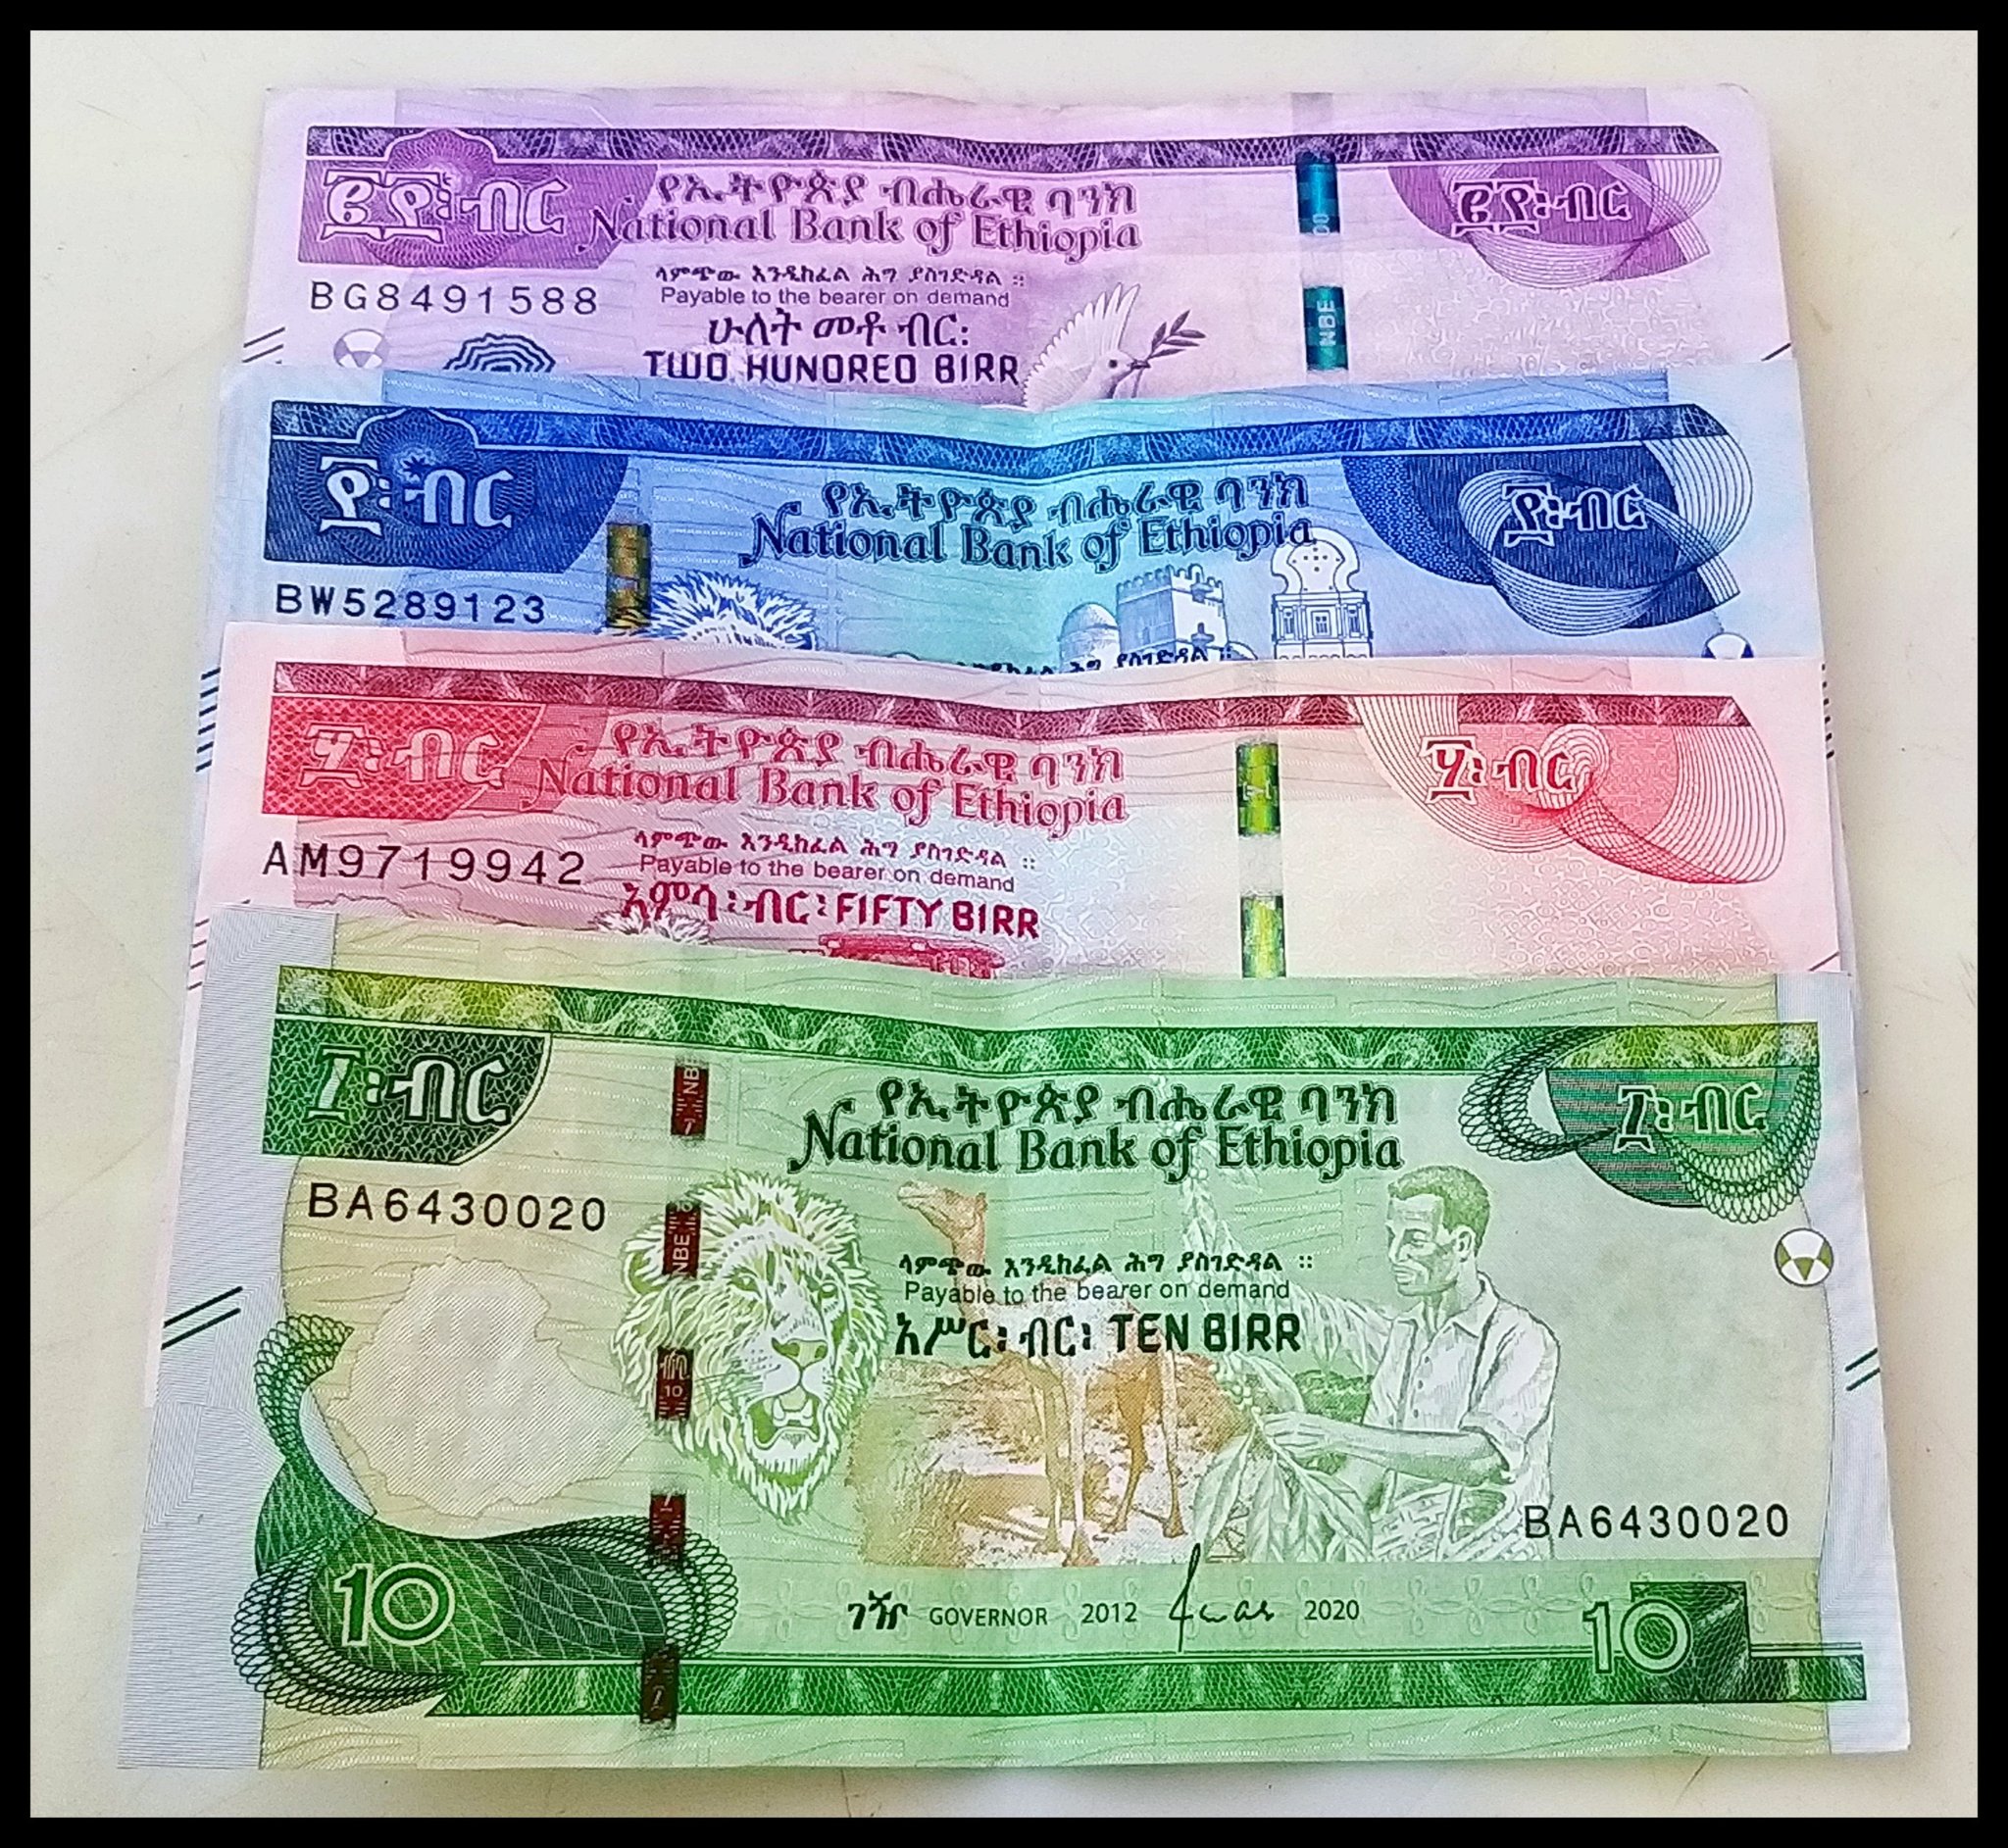 ፪፻፡ብር
የኢትዮጵያ ብሔራዊ ባንክ
National Bank of Ethiopia
፪፻፡ብር
BG8491588
ላምጭው እንዲከፈል ሕግ ያስገድዳል ፡፡
Payable to the bearer on demand
ሁለት መቶ ብር፡
TWO HUNDRED BIRR
NBE
፻፡ብር
የኢትዮጵያ ብሔራዊ ባንክ
National Bank of Ethiopia
፻፡ብር
BW5289123
ሕግ ያስገድዳል ፡፡
፶፡ብር
የኢትዮጵያ ብሔራዊ ባንክ
National Bank of Ethiopia
፶፡ብር
AM9719942
ላምጭው እንዲከፈል ሕግ ያስገድዳል ፡፡
Payable to the bearer on demand
አምሳ፡ብር፡ FIFTY BIRR
፲፡ብር
የኢትዮጵያ ብሔራዊ ባንክ
National Bank of Ethiopia
፲፡ብር
BA6430020
NBE
ላምጭው እንዲከፈል ሕግ ያስገድዳል ፡፡
Payable to the bearer on demand
አሥር፡ ብር፡ TEN BIRR
10
BA6430020
10
ገዥ GOVERNOR 2012 2020
10